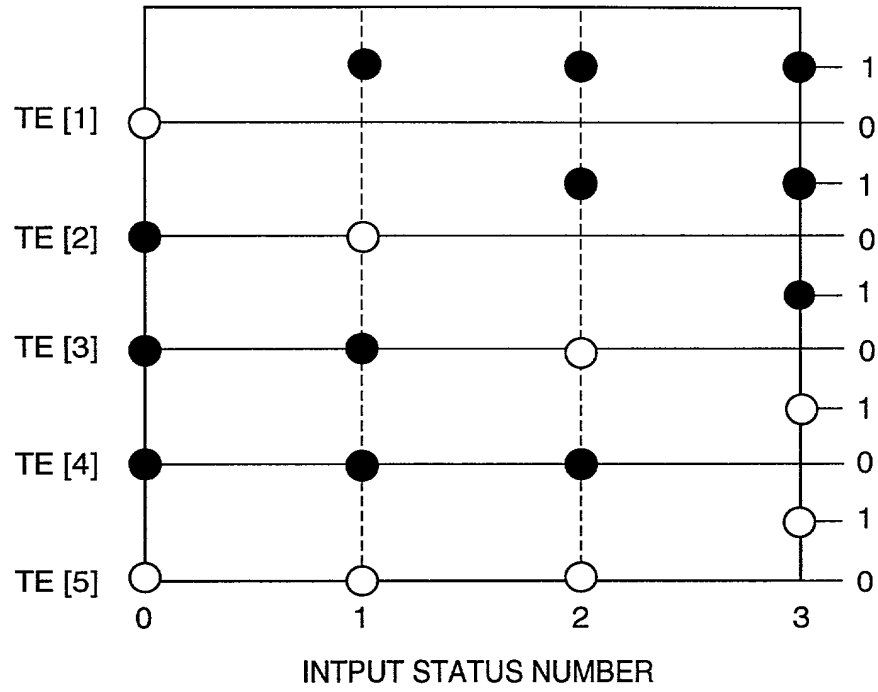 1
TE [1] 0
1
TE [2] 0
1
TE [3] 0
1
TE [4] 0
1
TE [5] 0
0 1 2 3
INTPUT STATUS NUMBER